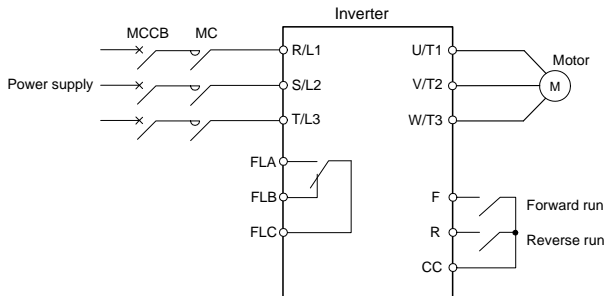 Inverter
MCCB MC
R/L1 U/T1
Motor
Power supply S/L2 V/T2 M
T/L3 W/T3
FLA
FLB F Forward run
FLC R Reverse run
CC